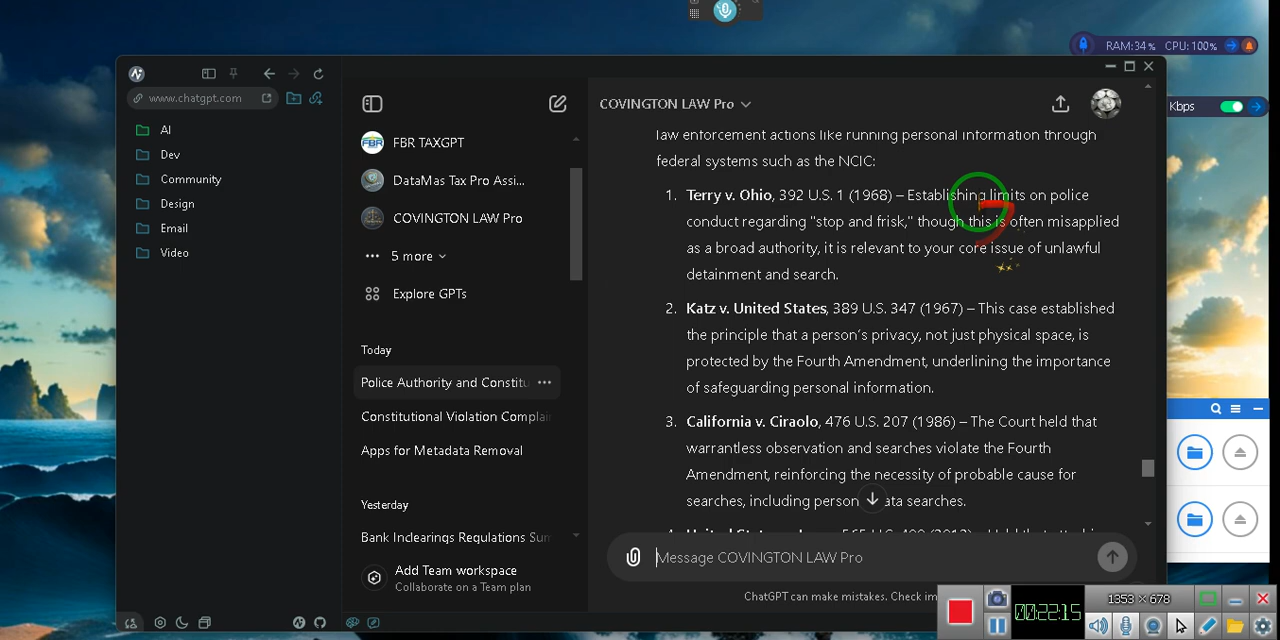 RAM:34% CPU:100%
www.chatgpt.com
AI
Dev
Community
Design
Email
Video
FBR TAXGPT
DataMas Tax Pro Assi...
COVINGTON LAW Pro
5 more
Explore GPTs
Today
Police Authority and Constitu
Constitutional Violation Complai
Apps for Metadata Removal
Yesterday
Bank Inclearings Regulations Sum
Add Team workspace
Collaborate on a Team plan
COVINGTON LAW Pro
law enforcement actions like running personal information through
federal systems such as the NCIC:
1. Terry v. Ohio, 392 U.S. 1 (1968) – Establishing limits on police
conduct regarding "stop and frisk," though this is often misapplied
as a broad authority, it is relevant to your core issue of unlawful
detainment and search.
2. Katz v. United States, 389 U.S. 347 (1967) – This case established
the principle that a person's privacy, not just physical space, is
protected by the Fourth Amendment, underlining the importance
of safeguarding personal information.
3. California v. Ciraolo, 476 U.S. 207 (1986) – The Court held that
warrantless observation and searches violate the Fourth
Amendment, reinforcing the necessity of probable cause for
searches, including person ata searches.
Message COVINGTON LAW Pro
ChatGPT can make mistakes. Check im
Kbps
1353 × 678
00:22:15